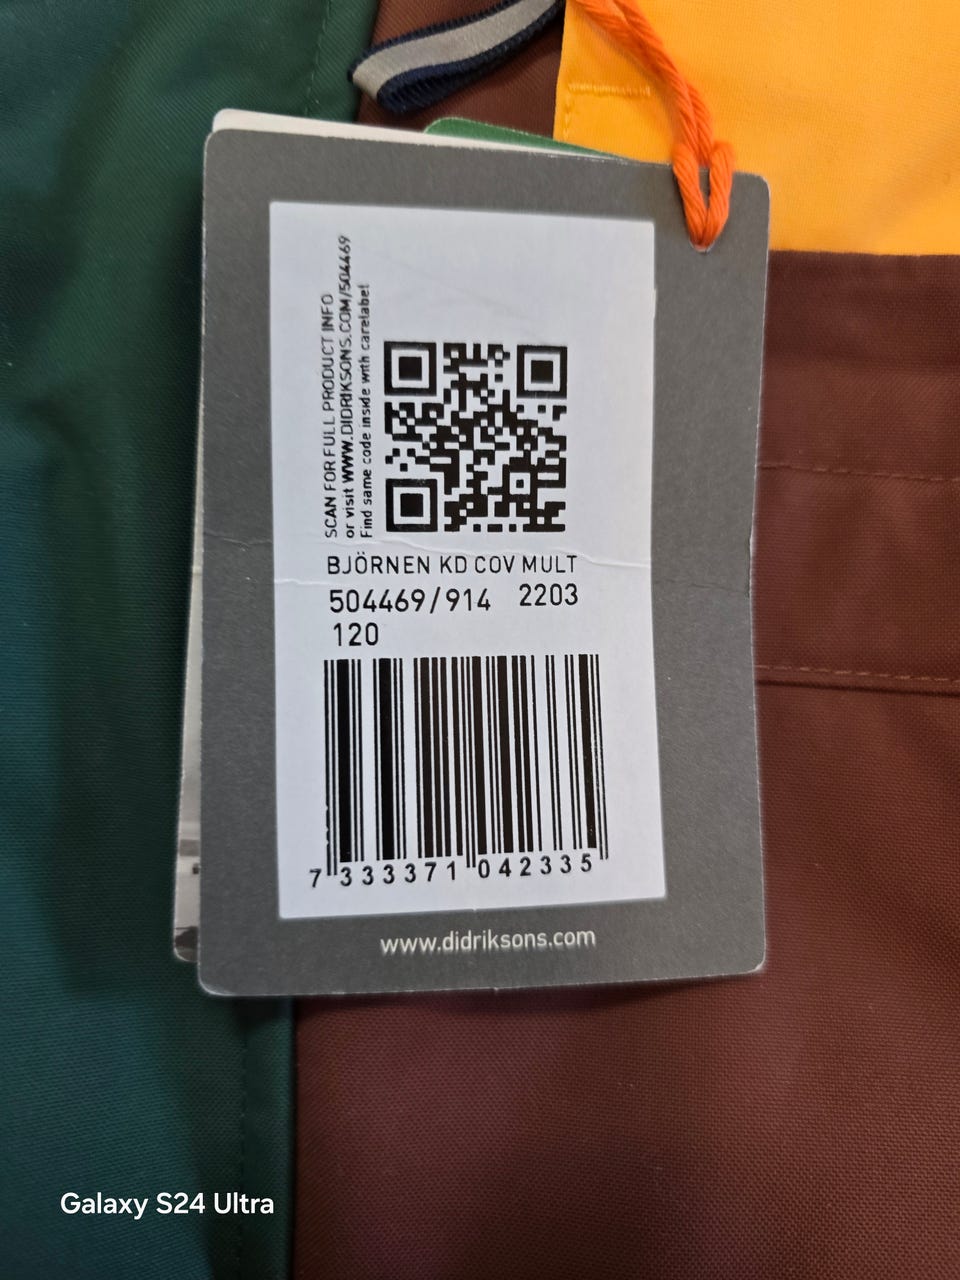 SCAN FOR FULL PRODUCT INFO
or visit WWW.DIDRIKSONS.COM/504469
Find same code inside with carelabel
BJÖRNEN KD COV MULT
504469/914 2203
120
7 333371 042335
www.didriksons.com
Galaxy S24 Ultra